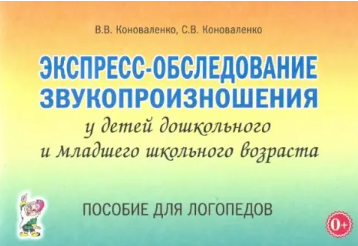 В.В. Коноваленко, С.В. Коноваленко
ЭКСПРЕСС-ОБСЛЕДОВАНИЕ
ЗВУКОПРОИЗНОШЕНИЯ
у детей дошкольного
и младшего школьного возраста
ПОСОБИЕ ДЛЯ ЛОГОПЕДОВ
0+